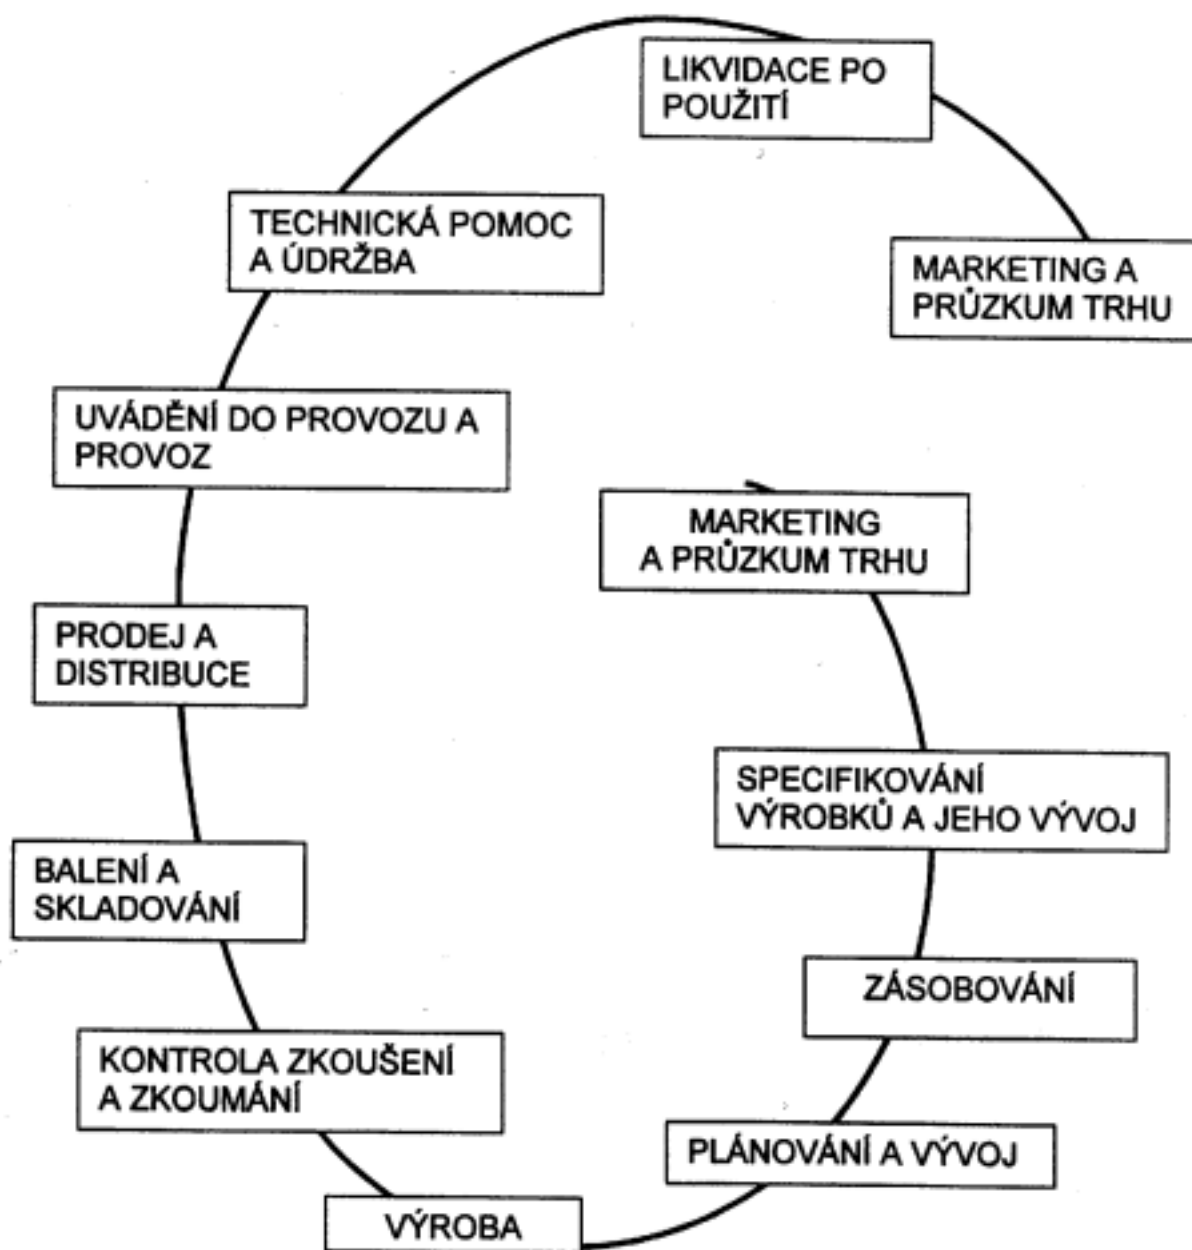 LIKVIDACE PO
POUŽITÍ
TECHNICKÁ POMOC
A ÚDRŽBA
MARKETING A
PRŮZKUM TRHU
UVÁDĚNÍ DO PROVOZU A
PROVOZ
MARKETING
A PRŮZKUM TRHU
PRODEJ A
DISTRIBUCE
SPECIFIKOVÁNÍ
VÝROBKŮ A JEHO VÝVOJ
BALENÍ A
SKLADOVÁNÍ
ZÁSOBOVÁNÍ
KONTROLA ZKOUŠENÍ
A ZKOUMÁNÍ
PLÁNOVÁNÍ A VÝVOJ
VÝROBA